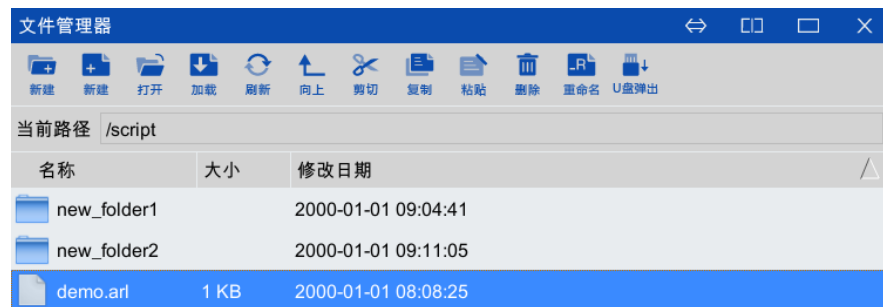 文件管理器
新建 新建 打开 加载 刷新 向上 剪切 复制 粘贴 删除 重命名 U盘弹出
当前路径 /script
名称 大小 修改日期
new_folder1 2000-01-01 09:04:41
new_folder2 2000-01-01 09:11:05
demo.arl 1 KB 2000-01-01 08:08:25